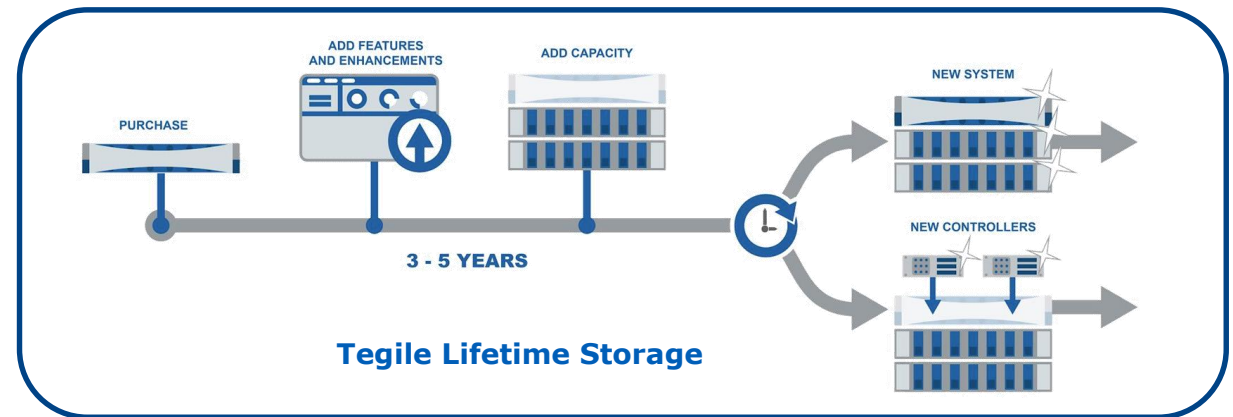 PURCHASE
ADD FEATURES
AND ENHANCEMENTS
ADD CAPACITY
3 - 5 YEARS
NEW SYSTEM
NEW CONTROLLERS
Tegile Lifetime Storage